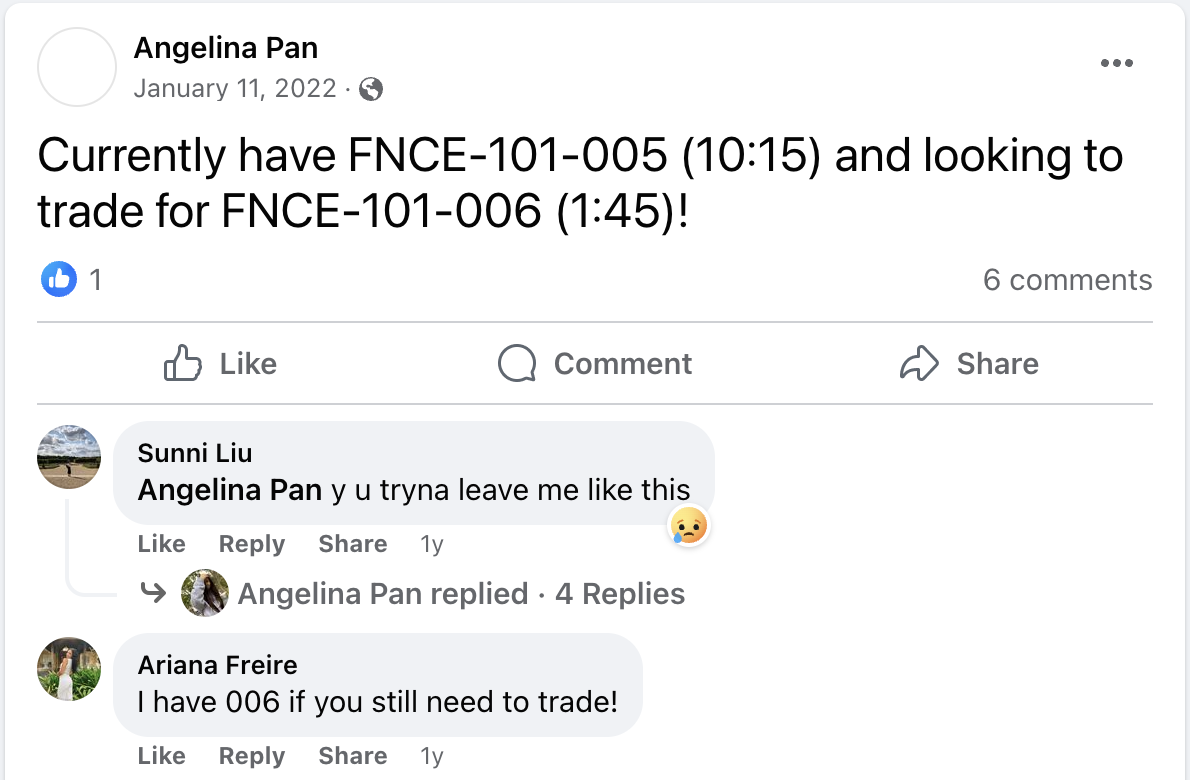 Angelina Pan
January 11, 2022 ·
Currently have FNCE-101-005 (10:15) and looking to
trade for FNCE-101-006 (1:45)!
1
6 comments
Like
Comment
Share
Sunni Liu
Angelina Pan y u tryna leave me like this
Like Reply Share 1y
Angelina Pan replied · 4 Replies
Ariana Freire
I have 006 if you still need to trade!
Like Reply Share 1y